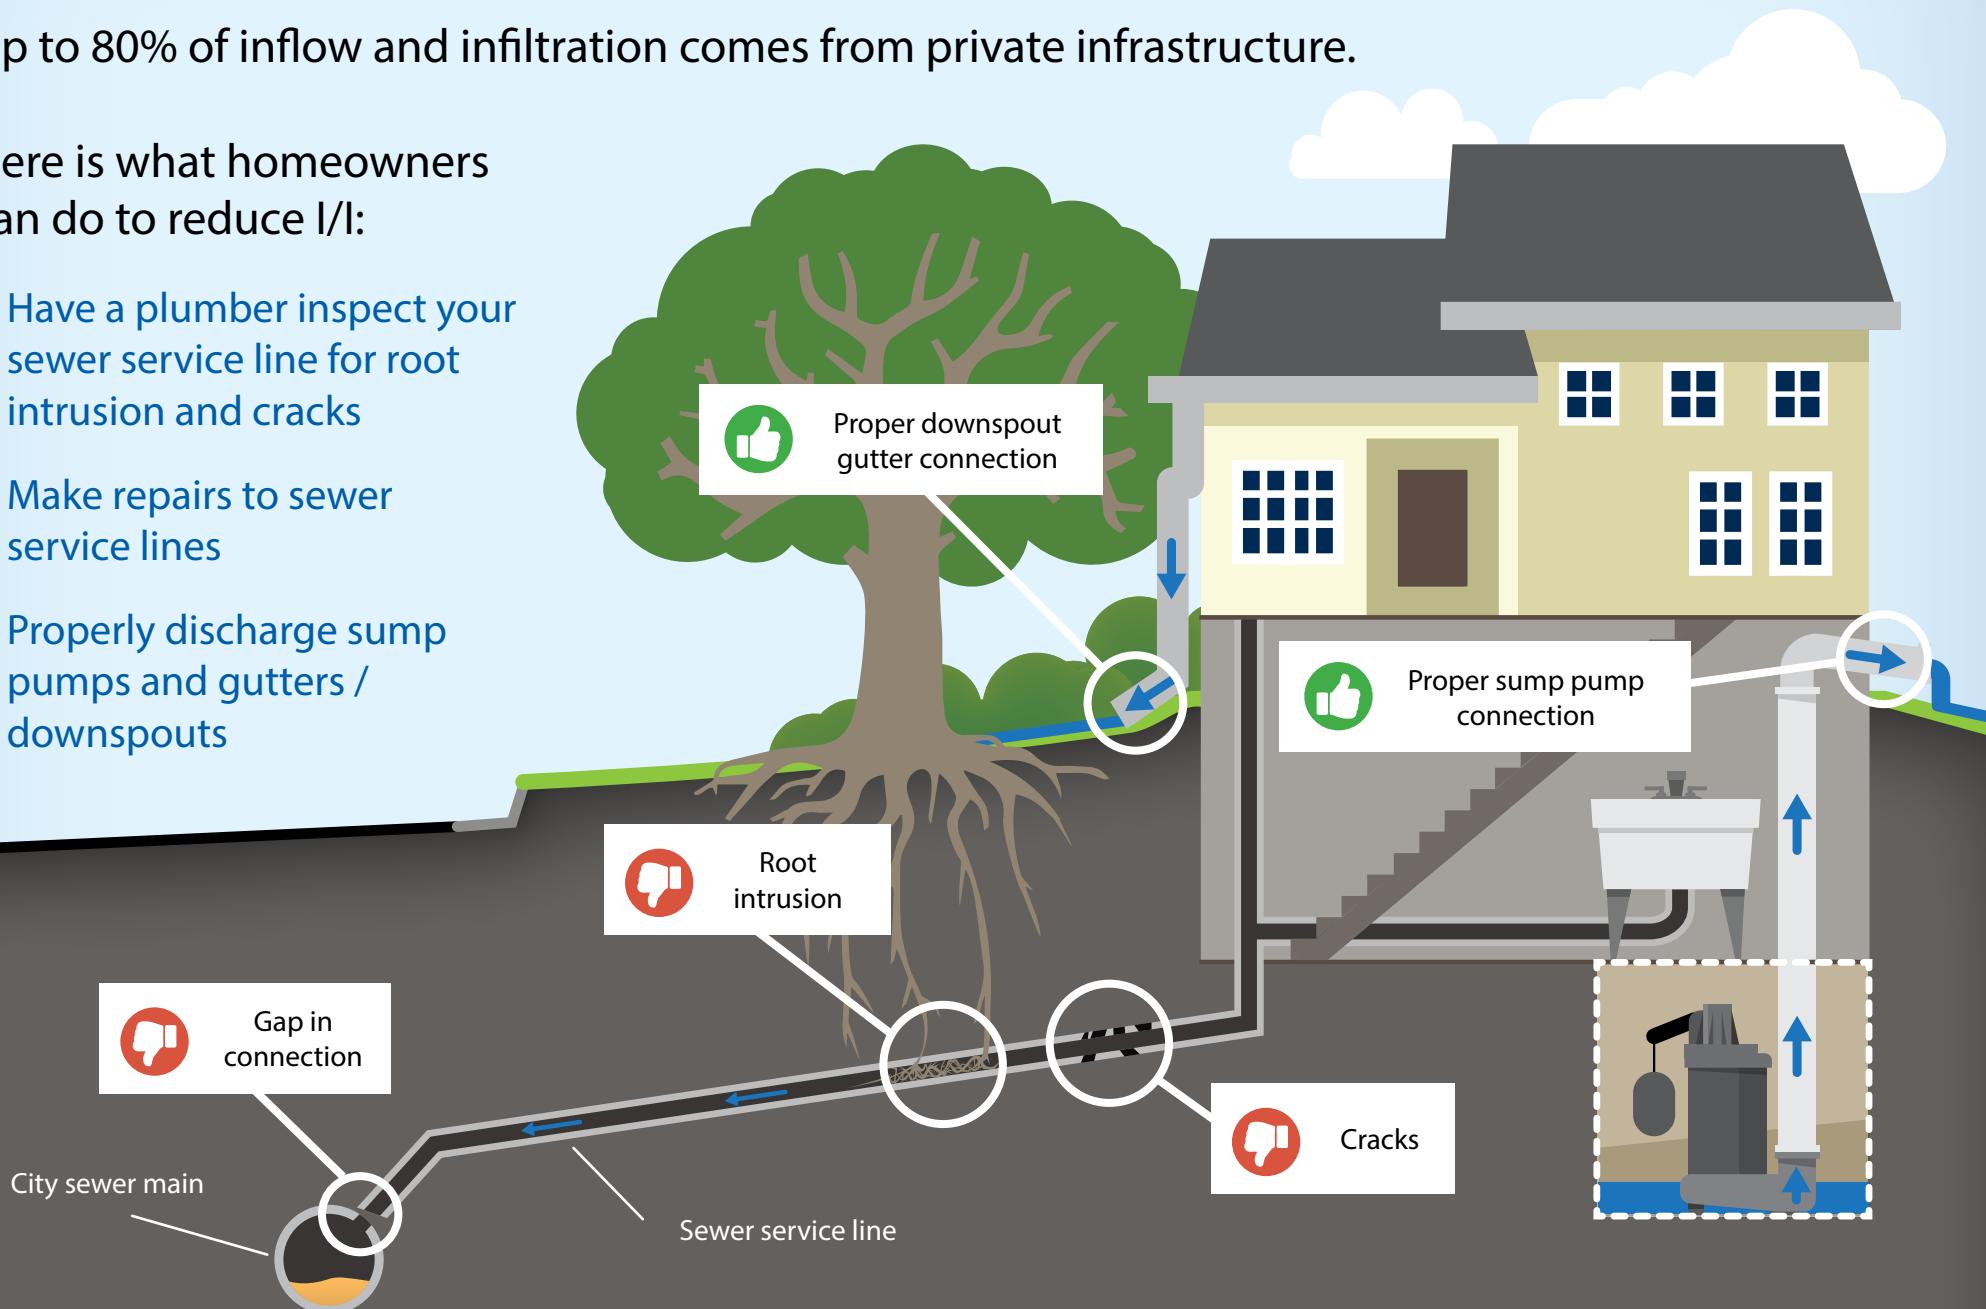 p to 80% of inflow and infiltration comes from private infrastructure.
ere is what homeowners
an do to reduce I/I:
Have a plumber inspect your
sewer service line for root
intrusion and cracks
Make repairs to sewer
service lines
Properly discharge sump
pumps and gutters /
downspouts
Proper downspout
gutter connection
Proper sump pump
connection
Root
intrusion
Gap in
connection
Cracks
City sewer main
Sewer service line